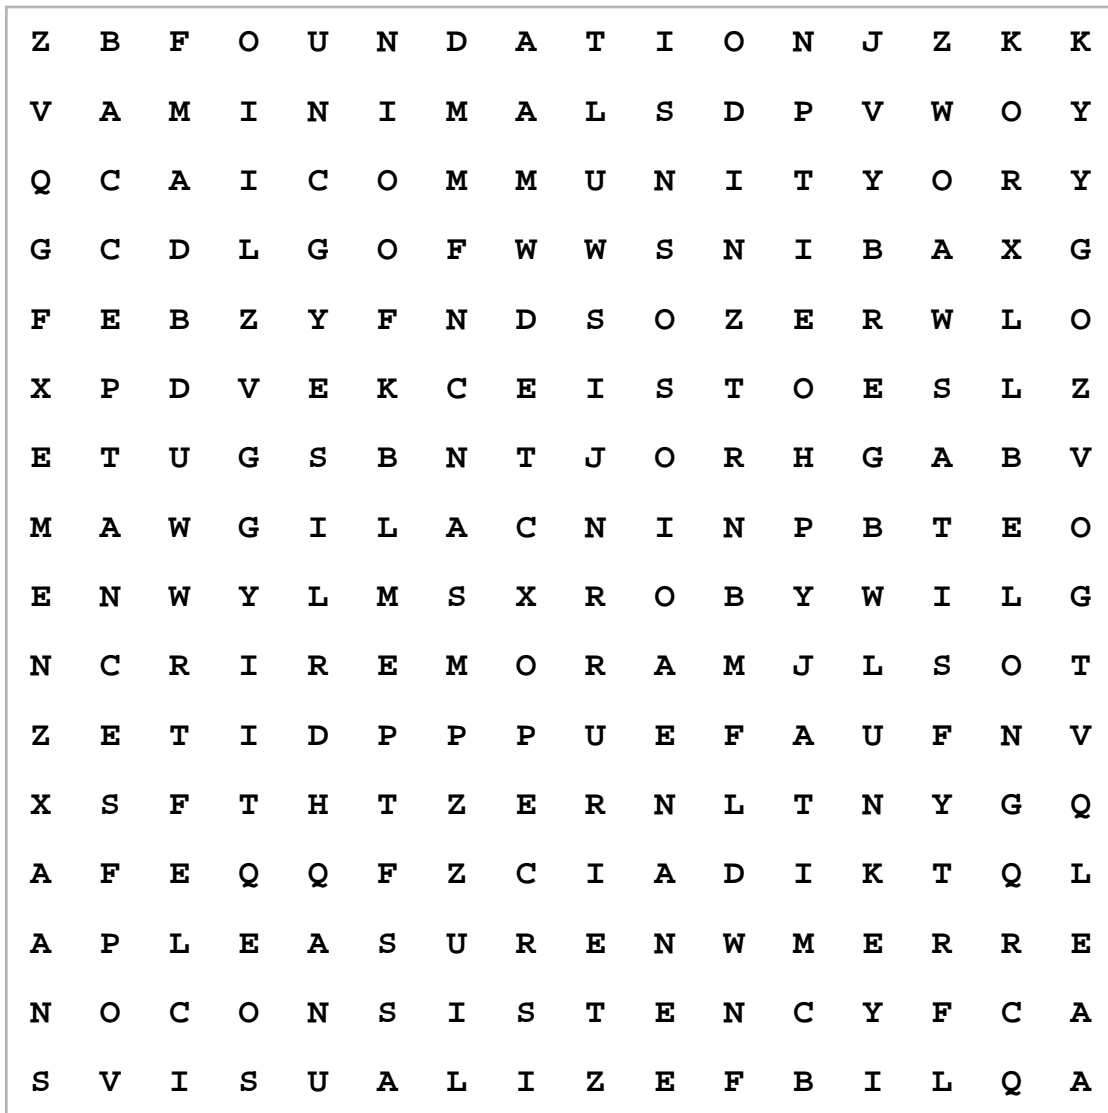 Z B F O U N D A T I O N J Z K K
V A M I N I M A L S D P V W O Y
Q C A I C O M M U N I T Y O R Y
G C D L G O F W W S N I B A X G
F E B Z Y F N D S O Z E R W L O
X P D V E K C E I S T O E S L Z
E T U G S B N T J O R H G A B V
M A W G I L A C N I N P B T E O
E N W Y L M S X R O B Y W I L G
N C R I R E M O R A M J L S O T
Z E T I D P P P U E F A U F N V
X S F T H T Z E R N L T N Y G Q
A F E Q Q F Z C I A D I K T Q L
A P L E A S U R E N W M E R R E
N O C O N S I S T E N C Y F C A
S V I S U A L I Z E F B I L Q A